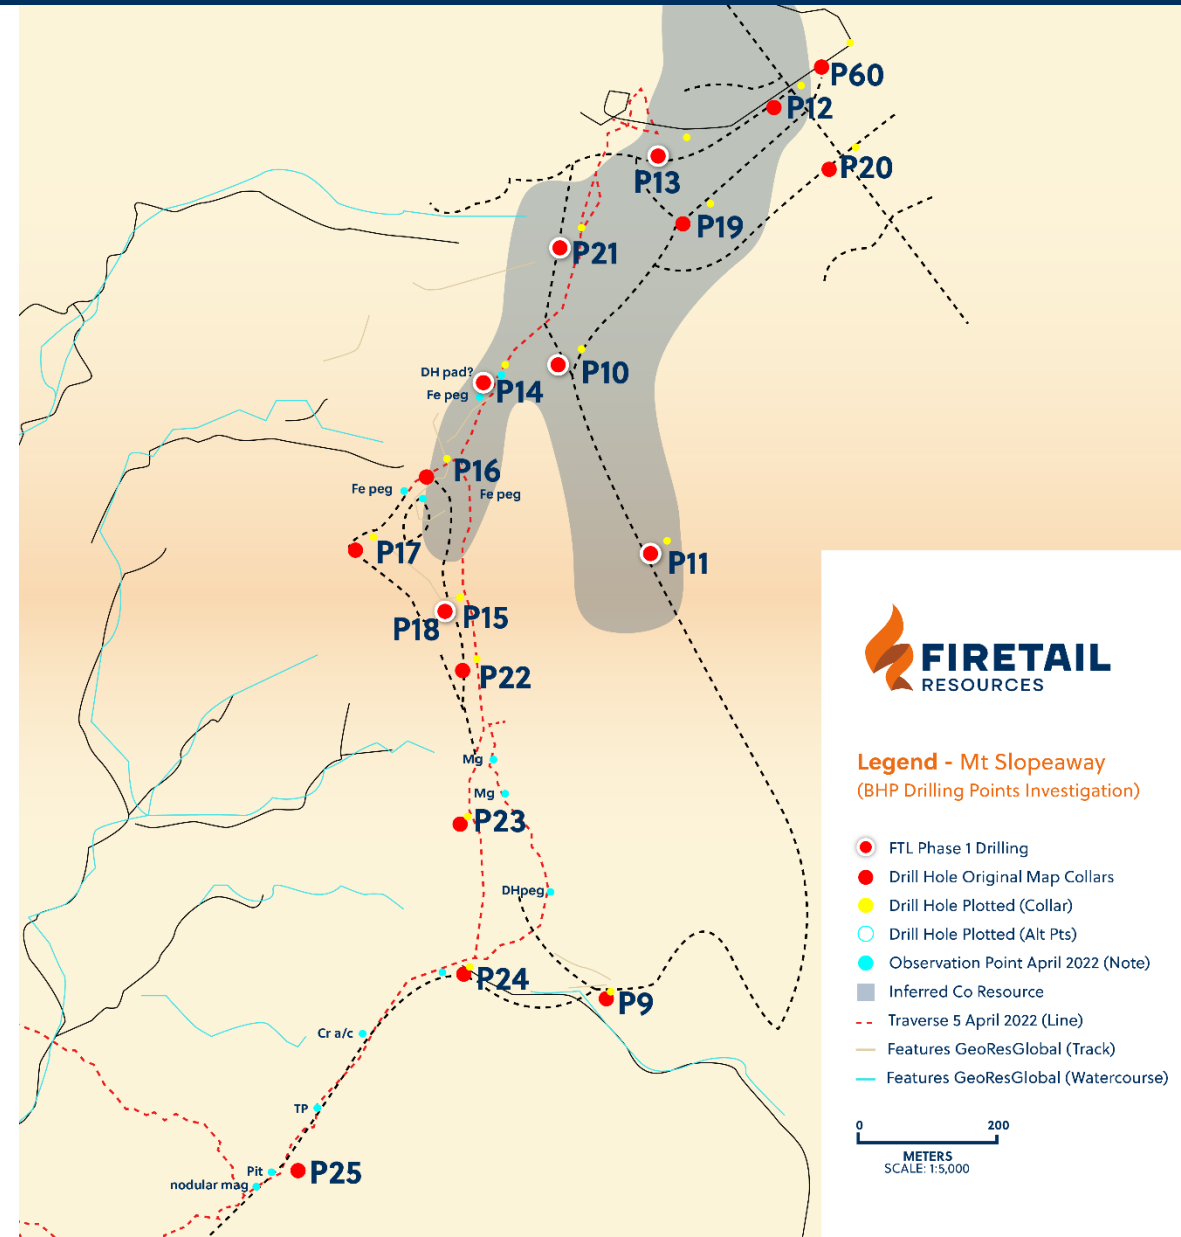 P60
P12
P20
P13
P19
P21
P10
DH pad?
P14
Fe peg
P16
Fe peg
Fe peg
P17
P11
P15
P18
P22
Mg
Mg
P23
DHpeg
P24
P9
Cr a/c
TP
Pit
P25
nodular mag
FIRETAIL
RESOURCES
Legend - Mt Slopeaway
(BHP Drilling Points Investigation)
FTL Phase 1 Drilling
Drill Hole Original Map Collars
Drill Hole Plotted (Collar)
Drill Hole Plotted (Alt Pts)
Observation Point April 2022 (Note)
Inferred Co Resource
Traverse 5 April 2022 (Line)
Features GeoResGlobal (Track)
Features GeoResGlobal (Watercourse)
0 200
METERS
SCALE: 1:5,000